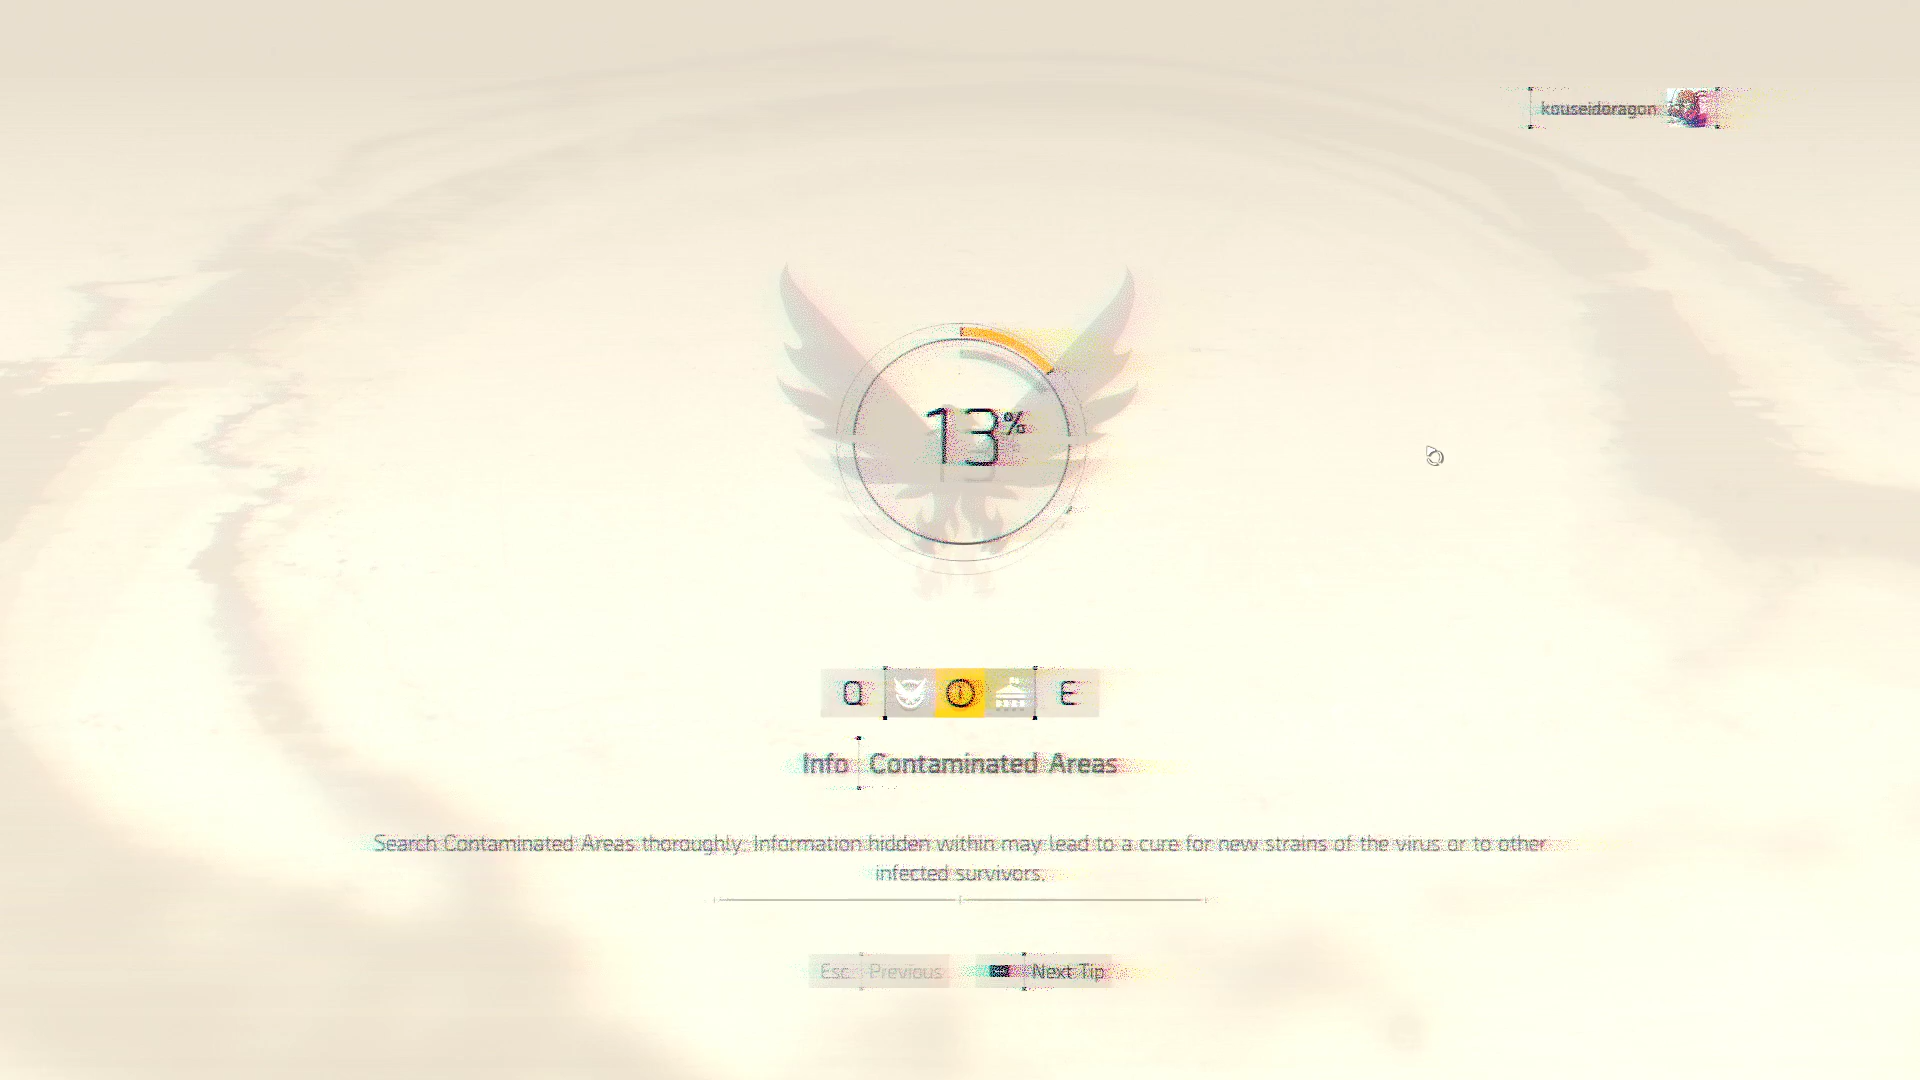 kouseidoragon
13%
Q E
Info Contaminated Areas
Search Contaminated Areas thoroughly. Information hidden within may lead to a cure for new strains of the virus or to other
infected survivors.
Esc Previous Next Tip